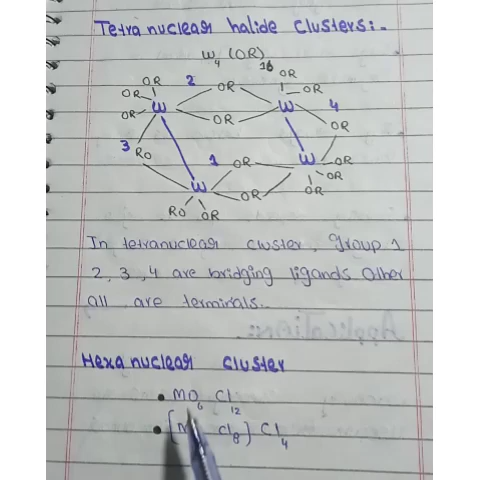 Tetra nuclear halide clusters:-
W4 (OR)16
OR 2 OR
OR OR OR 4
OR W OR W OR
3 RO 1 OR W OR
W OR OR OR
RO OR
In tetranuclear cluster, group 1
2, 3, 4 are bridging ligands Other
all are terminals.
Hexa nuclear cluster
• MO6 Cl12
• [M Cl8] Cl4